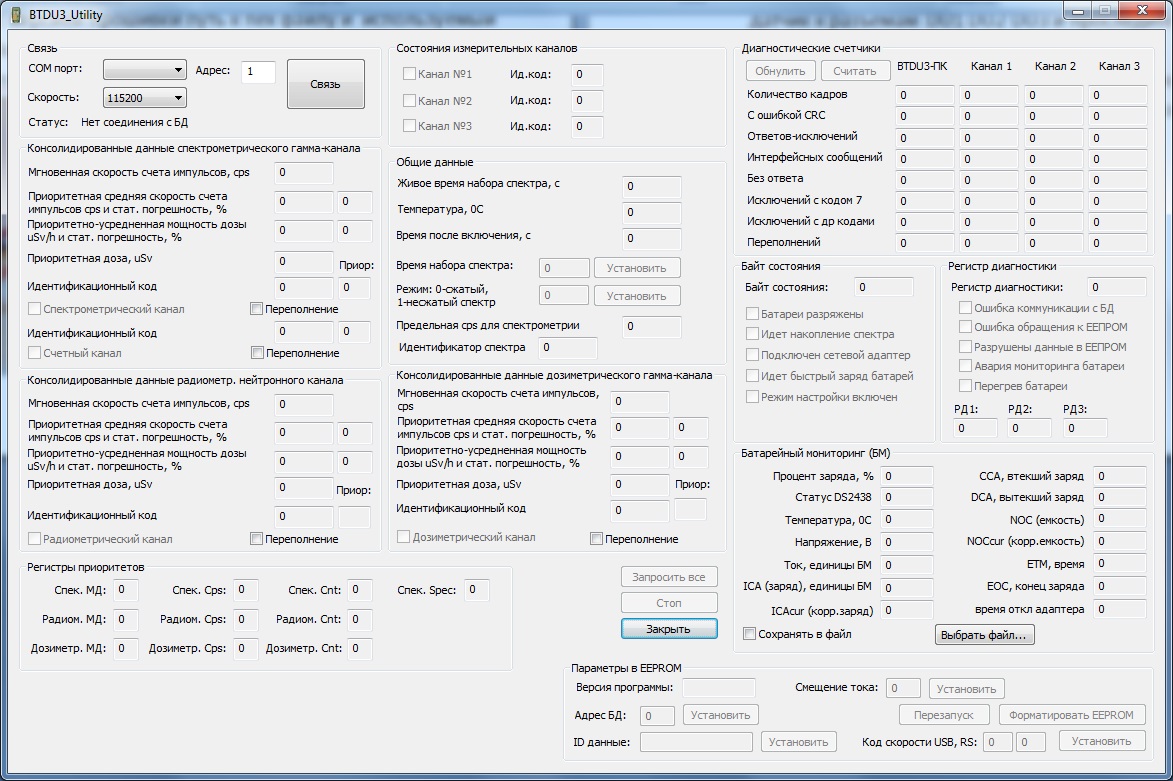 BTDU3_Utility
Связь
COM порт:
Адрес: 1
Связь
Скорость: 115200
Статус: Нет соединения с БД
Состояния измерительных каналов
Канал №1 Ид.код: 0
Канал №2 Ид.код: 0
Канал №3 Ид.код: 0
Диагностические счетчики
Обнулить Считать BTDU3-ПК Канал 1 Канал 2 Канал 3
Количество кадров 0 0 0 0
С ошибкой CRC 0 0 0 0
Ответов-исключений 0 0 0 0
Интерфейсных сообщений 0 0 0 0
Без ответа 0 0 0 0
Исключений с кодом 7 0 0 0 0
Исключений с др кодами 0 0 0 0
Переполнений 0 0 0 0
Консолидированные данные спектрометрического гамма-канала
Мгновенная скорость счета импульсов, cps 0
Приоритетная средняя скорость счета
импульсов cps и стат. погрешность, % 0 0
Приоритетно-усредненная мощность дозы
uSv/h и стат. погрешность, % 0 0
Приоритетная доза, uSv 0 Приор:
Идентификационный код 0 0
Спектрометрический канал Переполнение
Идентификационный код 0 0
Счетный канал Переполнение
Общие данные
Живое время набора спектра, с 0
Температура, 0С 0
Время после включения, с 0
Время набора спектра: 0 Установить
Режим: 0-сжатый,
1-несжатый спектр 0 Установить
Предельная cps для спектрометрии 0
Идентификатор спектра 0
Байт состояния
Байт состояния: 0
Батареи разряжены
Идет накопление спектра
Подключен сетевой адаптер
Идет быстрый заряд батарей
Режим настройки включен
Регистр диагностики
Регистр диагностики: 0
Ошибка коммуникации с БД
Ошибка обращения к ЕЕПРОМ
Разрушены данные в ЕЕПРОМ
Авария мониторинга батареи
Перегрев батареи
РД1: РД2: РД3:
0 0 0
Консолидированные данные радиометр. нейтронного канала
Мгновенная скорость счета импульсов, cps 0
Приоритетная средняя скорость счета
импульсов cps и стат. погрешность, % 0 0
Приоритетно-усредненная мощность дозы
uSv/h и стат. погрешность, % 0 0
Приоритетная доза, uSv 0 Приор:
Идентификационный код 0
Радиометрический канал Переполнение
Консолидированные данные дозиметрического гамма-канала
Мгновенная скорость счета импульсов,
cps 0
Приоритетная средняя скорость счета
импульсов cps и стат. погрешность, % 0 0
Приоритетно-усредненная мощность
дозы uSv/h и стат. погрешность, % 0 0
Приоритетная доза, uSv 0 Приор:
Идентификационный код 0
Дозиметрический канал Переполнение
Батарейный мониторинг (БМ)
Процент заряда, % 0 CCA, втекший заряд 0
Статус DS2438 0 DCA, вытекший заряд 0
Температура, 0С 0 NOC (емкость) 0
Напряжение, В 0 NOCcur (корр.емкость) 0
Ток, единицы БМ 0 ETM, время 0
ICA (заряд), единицы БМ 0 EOC, конец заряда 0
ICAcur (корр.заряд) 0 время откл адаптера 0
Сохранять в файл Выбрать файл...
Регистры приоритетов
Спек. МД: 0 Спек. Cps: 0 Спек. Cnt: 0 Спек. Spec: 0
Радиом. МД: 0 Радиом. Cps: 0 Радиом. Cnt: 0
Дозиметр. МД: 0 Дозиметр. Cps: 0 Дозиметр. Cnt: 0
Запросить все
Стоп
Закрыть
Параметры в EEPROM
Версия программы: Смещение тока: 0 Установить
Адрес БД: 0 Установить Перезапуск Форматировать EEPROM
ID данные: Установить Код скорости USB, RS: 0 0 Установить